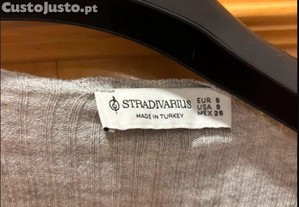 CustoJusto.pt
STRADIVARIUS
MADE IN TURKEY
EUR S
USA S
MEX 26